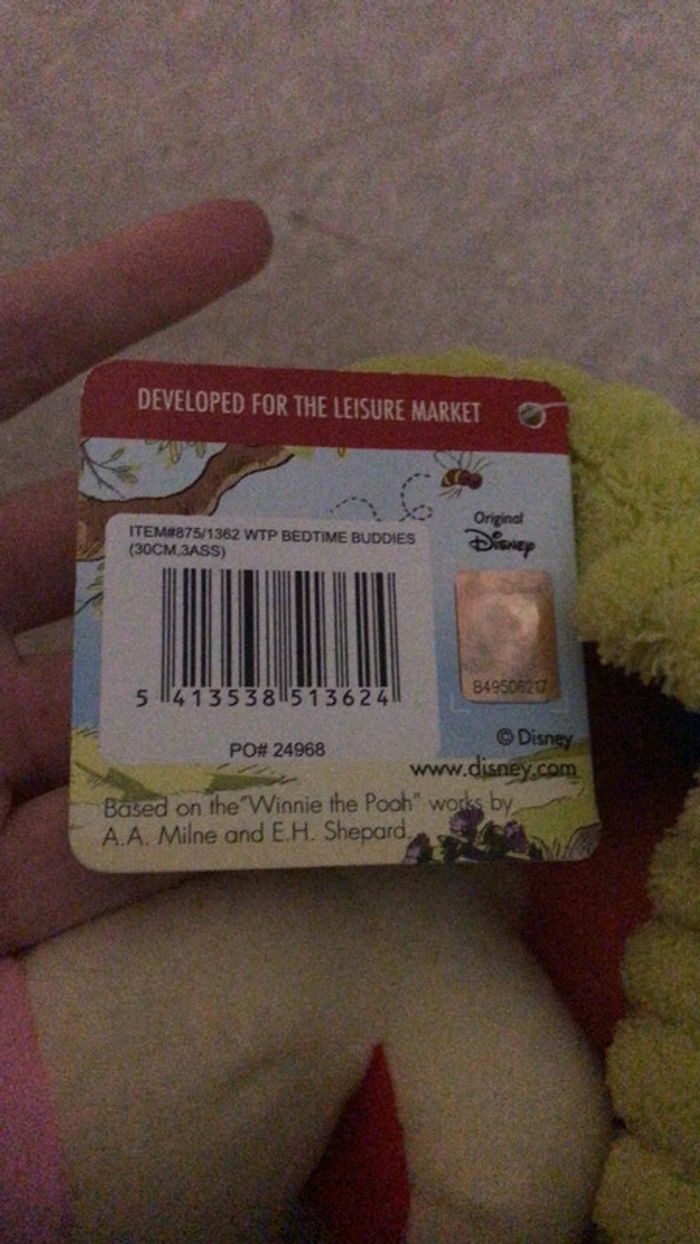 DEVELOPED FOR THE LEISURE MARKET
ITEM#875/1362 WTP BEDTIME BUDDIES
(30CM,3ASS)
Original
Disney
5 413538 513624
849506217
PO# 24968
© Disney
www.disney.com
Based on the "Winnie the Pooh" works by
A.A. Milne and E.H. Shepard.